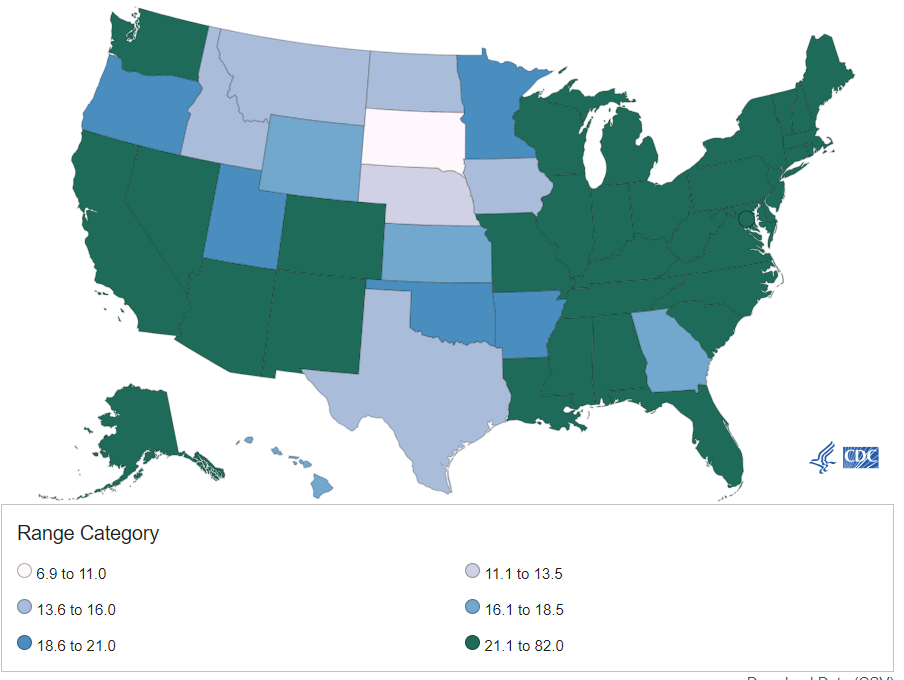 CDC
Range Category
6.9 to 11.0
11.1 to 13.5
13.6 to 16.0
16.1 to 18.5
18.6 to 21.0
21.1 to 82.0